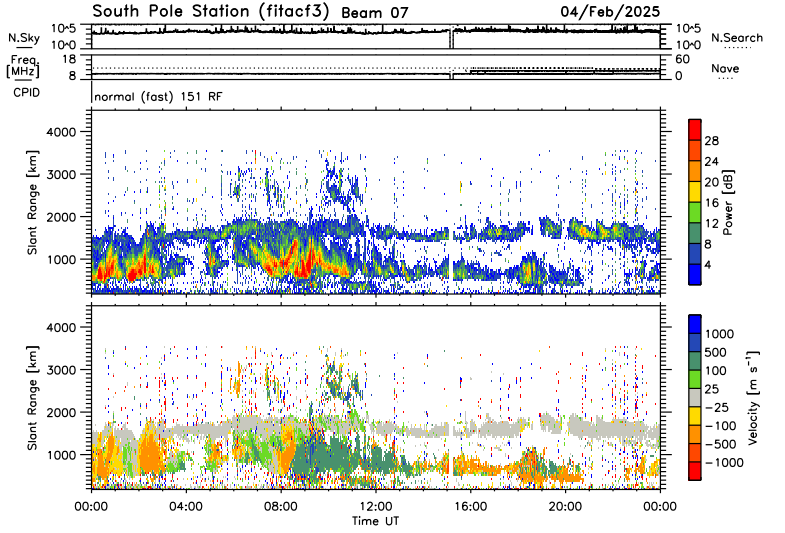 South Pole Station (fitacf3) Beam 07 04/Feb/2025
N.Sky 10^5 10^0 10^5 10^0 N.Search
Freq. [MHz] 18 8 60 0 Nave
CPID normal (fast) 151 RF
Slant Range [km] 4000 3000 2000 1000
Power [dB] 28 24 20 16 12 8 4
Slant Range [km] 4000 3000 2000 1000
Velocity [m s⁻¹] 1000 500 100 25 −25 −100 −500 −1000
00:00 04:00 08:00 12:00 16:00 20:00 00:00
Time UT